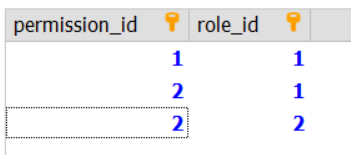 permission_id role_id
1 1
2 1
2 2